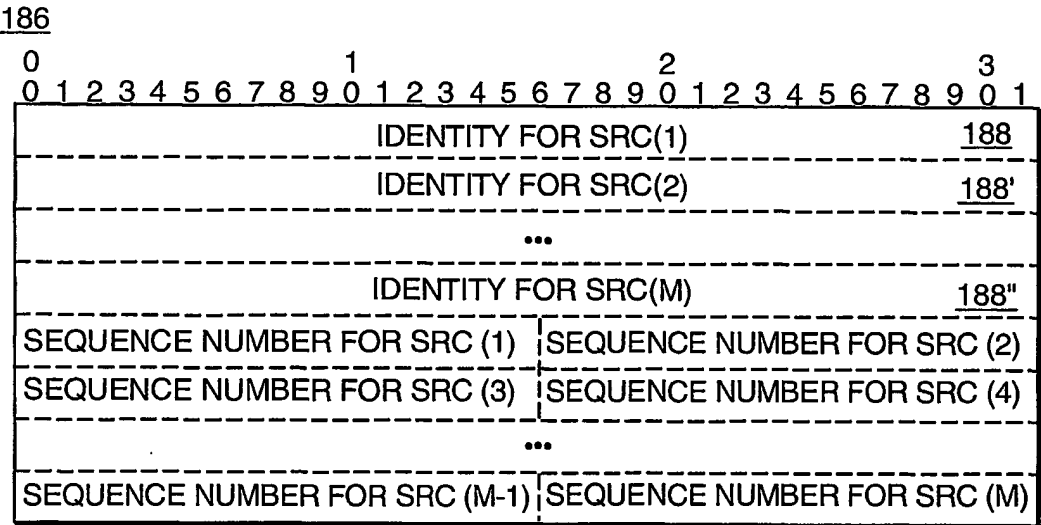 186
0 1 2 3
0 1 2 3 4 5 6 7 8 9 0 1 2 3 4 5 6 7 8 9 0 1 2 3 4 5 6 7 8 9 0 1
IDENTITY FOR SRC(1) 188
IDENTITY FOR SRC(2) 188'
•••
IDENTITY FOR SRC(M) 188"
SEQUENCE NUMBER FOR SRC (1) SEQUENCE NUMBER FOR SRC (2)
SEQUENCE NUMBER FOR SRC (3) SEQUENCE NUMBER FOR SRC (4)
•••
SEQUENCE NUMBER FOR SRC (M-1) SEQUENCE NUMBER FOR SRC (M)